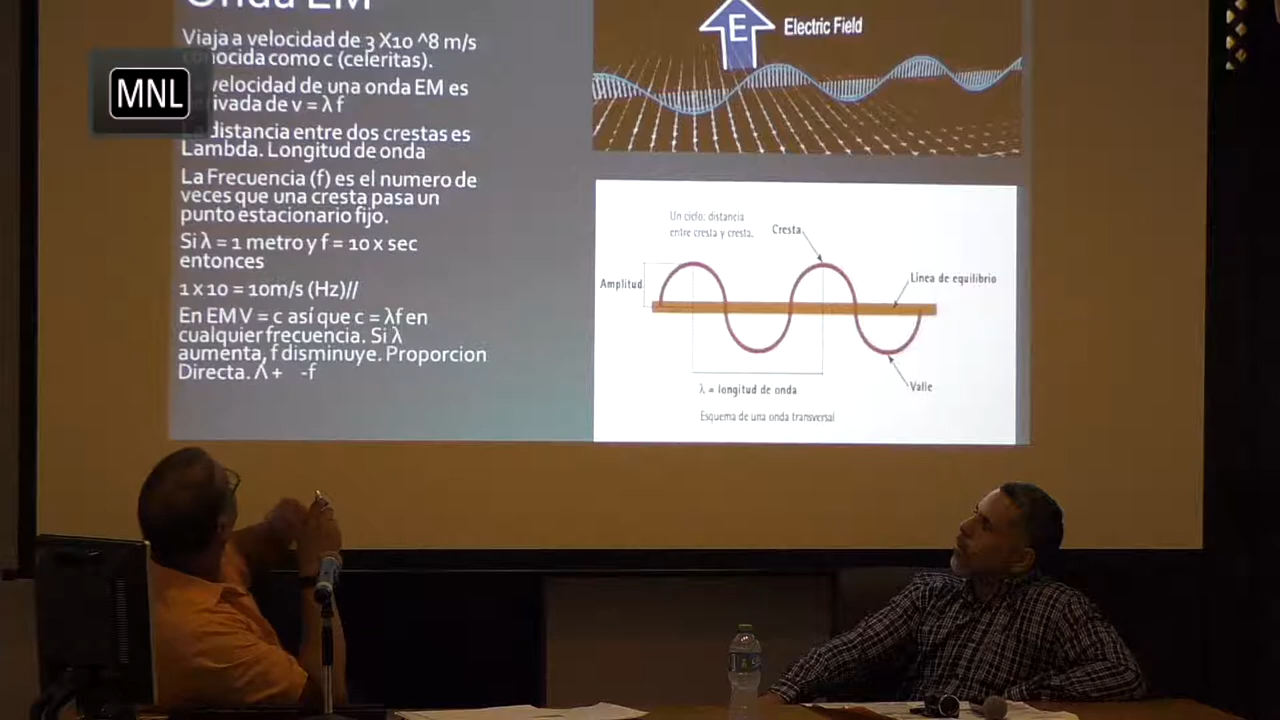 Onda EM
Viaja a velocidad de 3 X10 ^8 m/s
conocida como c (celeritas).
velocidad de una onda EM es
ivada de v = λ f
La distancia entre dos crestas es
Lambda. Longitud de onda
La Frecuencia (f) es el numero de
veces que una cresta pasa un
punto estacionario fijo.
Si λ = 1 metro y f = 10 x sec
entonces
1 x 10 = 10m/s (Hz)//
En EM V = c así que c = λf en
cualquier frecuencia. Si λ
aumenta, f disminuye. Proporcion
Directa. Λ + -f
MNL
E
Electric Field
Un ciclo: distancia
entre cresta y cresta.
Cresta
Amplitud
Línea de equilibrio
λ = longitud de onda
Valle
Esquema de una onda transversal